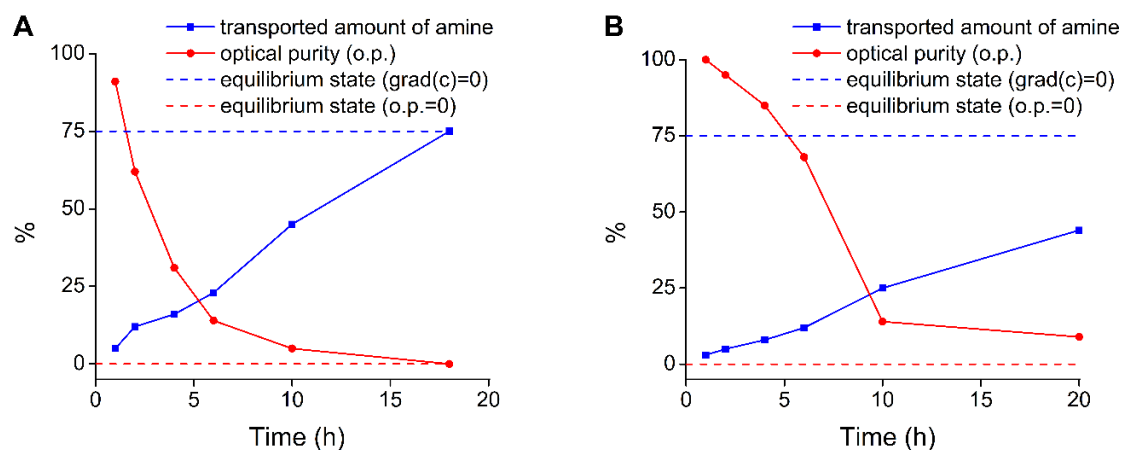 A
transported amount of amine
optical purity (o.p.)
equilibrium state (grad(c)=0)
equilibrium state (o.p.=0)
100
75
50
25
0
%
0 5 10 15 20
Time (h)
B
transported amount of amine
optical purity (o.p.)
equilibrium state (grad(c)=0)
equilibrium state (o.p.=0)
100
75
50
25
0
%
0 5 10 15 20
Time (h)